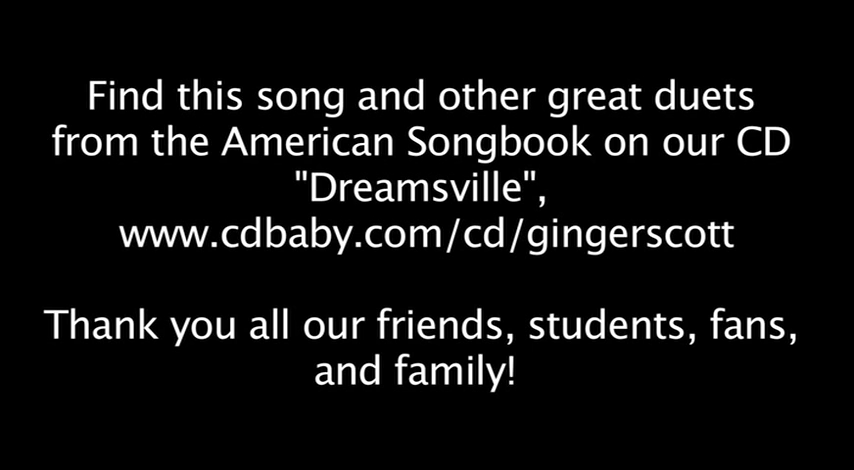 Find this song and other great duets
from the American Songbook on our CD
"Dreamsville",
www.cdbaby.com/cd/gingerscott
Thank you all our friends, students, fans,
and family!